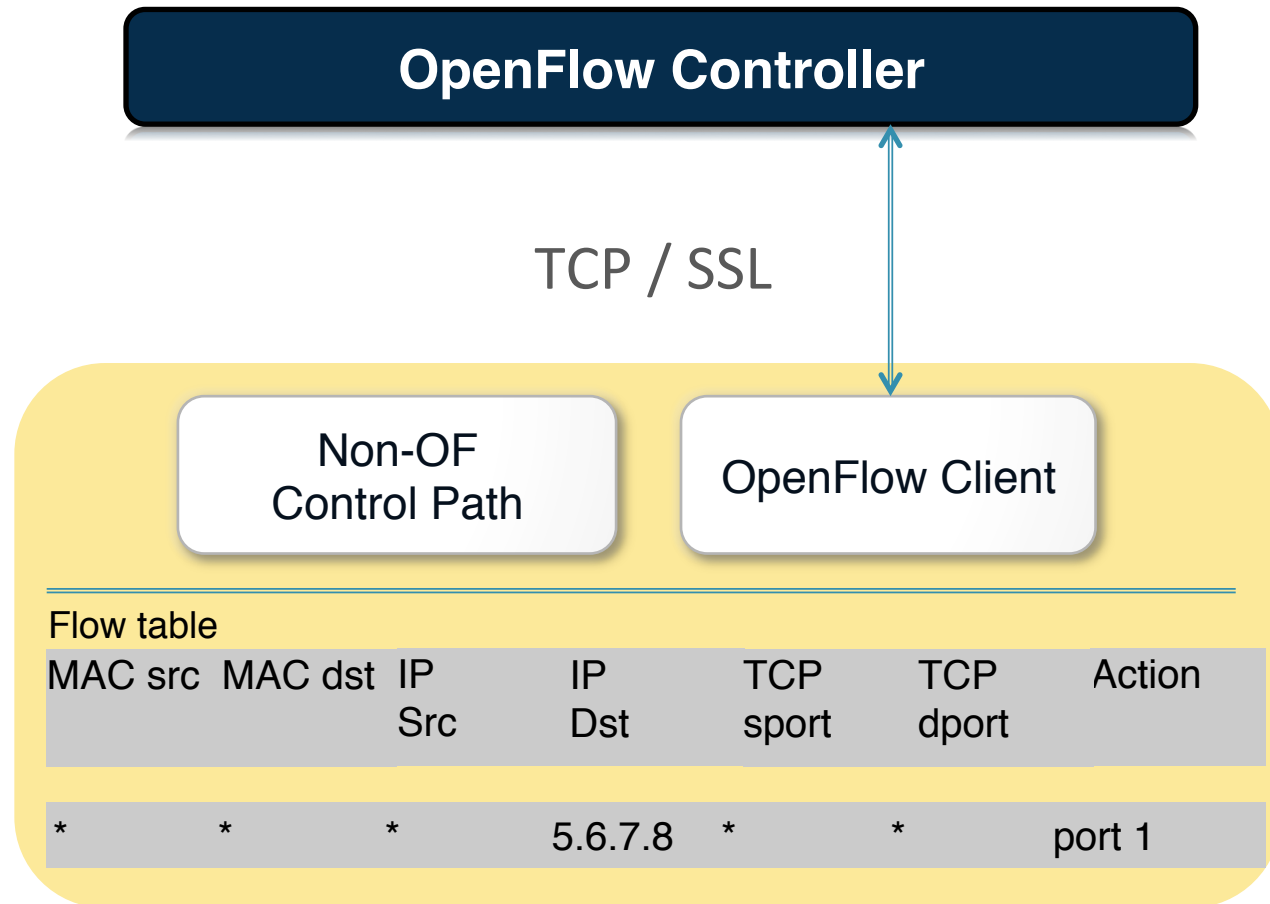 OpenFlow Controller
TCP / SSL
Non-OF
Control Path
OpenFlow Client
Flow table
MAC src MAC dst IP Src IP Dst TCP sport TCP dport Action
* * * 5.6.7.8 * * port 1